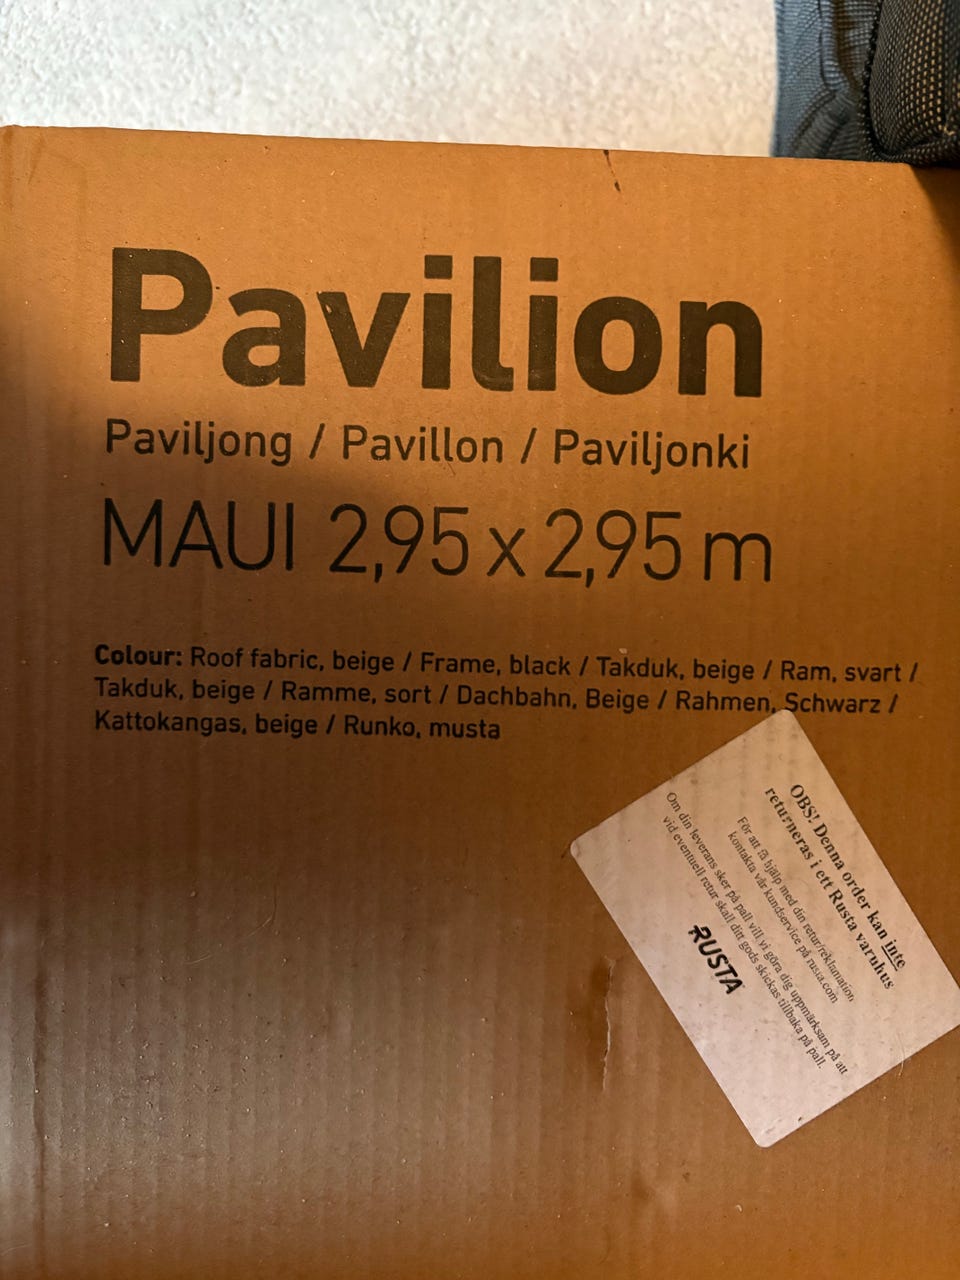 Pavilion
Paviljong / Pavillon / Paviljonki
MAUI 2,95 x 2,95 m
Colour: Roof fabric, beige / Frame, black / Takduk, beige / Ram, svart /
Takduk, beige / Ramme, sort / Dachbahn, Beige / Rahmen, Schwarz /
Kattokangas, beige / Runko, musta
OBS! Denna order kan inte
returneras i ett Rusta varuhus
För att få hjälp med din retur/reklamation
kontakta vår kundservice på rusta.com
Om din leverans sker på pall vill vi göra dig uppmärksam på att
vid eventuell retur skall ditt gods skickas tillbaka på pall.
RUSTA